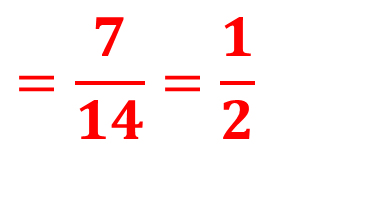 = 7/14 = 1/2